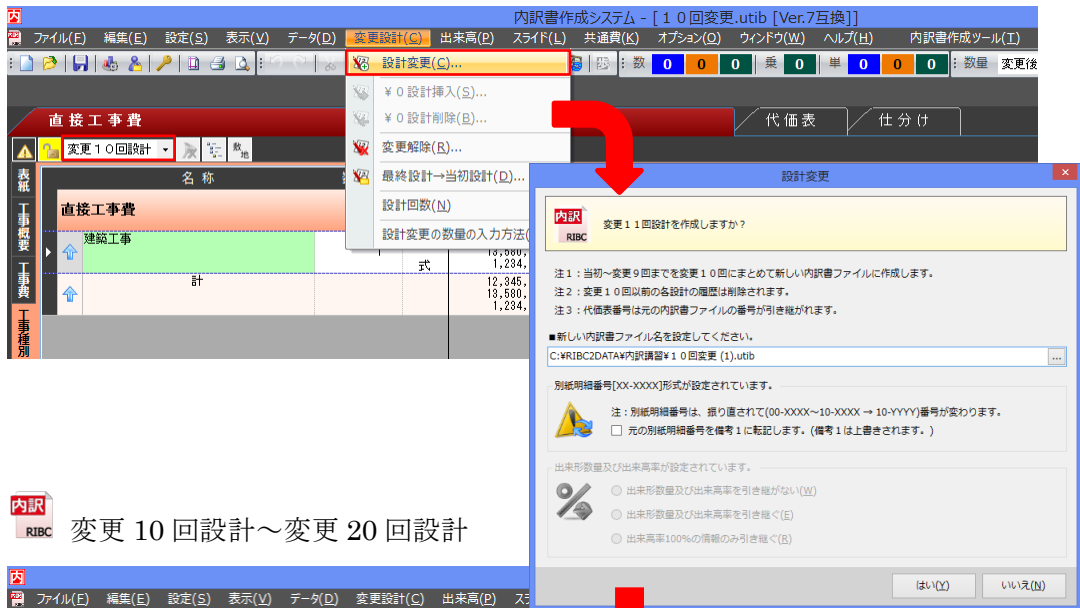 内訳書作成システム - [１０回変更.utib [Ver.7互換]]
ファイル(F) 編集(E) 設定(S) 表示(V) データ(D) 変更設計(C) 出来高(P) スライド(L) 共通費(K) オプション(O) ウィンドウ(W) ヘルプ(H) 内訳書作成ツール(T)
数 0 0 0 乗 0 単 0 0 0 数量 変更後
設計変更(C)...
￥０設計挿入(S)...
￥０設計削除(B)...
変更解除(R)...
最終設計→当初設計(D)...
設計回数(N)
設計変更の数量の入力方法(
直接工事費
代価表
仕分け
変更１０回設計
敷地
表紙
工事概要
工事費
工事種別
名称
直接工事費
建築工事
式
13,580,
1,234,
計
12,345,
13,580,
1,234,
設計変更
内訳
RIBC
変更１１回設計を作成しますか？
注１：当初～変更９回までを変更１０回にまとめて新しい内訳書ファイルに作成します。
注２：変更１０回以前の各設計の履歴は削除されます。
注３：代価表番号は元の内訳書ファイルの番号が引き継がれます。
■新しい内訳書ファイル名を設定してください。
C:¥RIBC2DATA¥内訳講習¥１０回変更 (1).utib
...
別紙明細番号[XX-XXXX]形式が設定されています。
注：別紙明細番号は、振り直されて(00-XXXX～10-XXXX → 10-YYYY)番号が変わります。
元の別紙明細番号を備考１に転記します。(備考１は上書きされます。)
出来形数量及び出来高率が設定されています。
出来形数量及び出来高率を引き継がない(W)
出来形数量及び出来高率を引き継ぐ(E)
出来高率100%の情報のみ引き継ぐ(R)
はい(Y) いいえ(N)
内訳
RIBC
変更 10 回設計～変更 20 回設計
ファイル(F) 編集(E) 設定(S) 表示(V) データ(D) 変更設計(C) 出来高(P) スラ